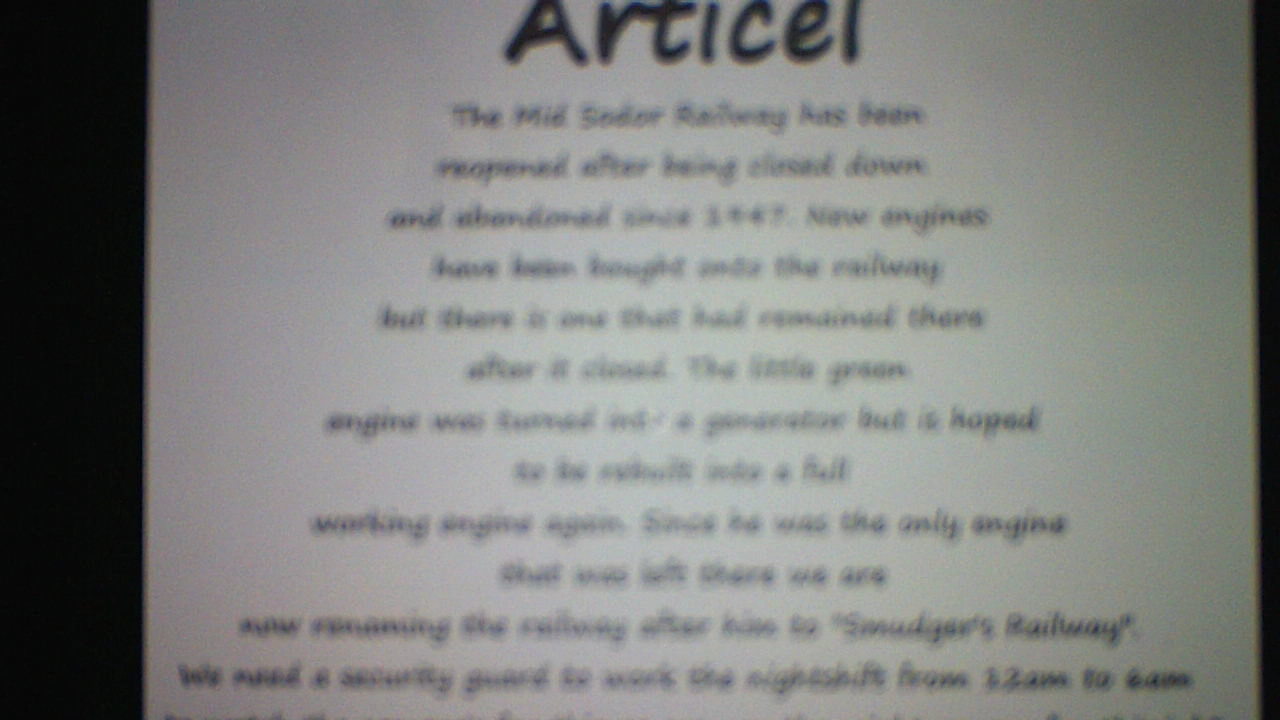 Articel
The Mid Sodor Railway has been
reopened after being closed down
and abandoned since 1947. New engines
have been bought onto the railway
but there is one that had remained there
after it closed. The little green
engine was turned into a generator but is hoped
to be rebuilt into a full
working engine again. Since he was the only engine
that was left there we are
now renaming the railway after him to "Smudger's Railway".
We need a security guard to work the nightshift from 12am to 6am